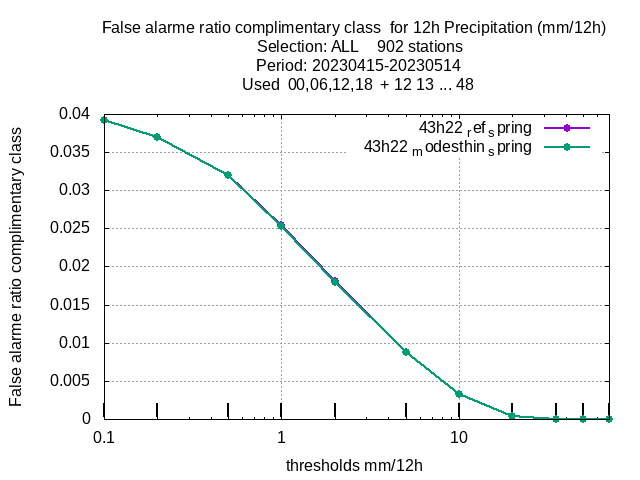 False alarme ratio complimentary class  for 12h Precipitation (mm/12h)
Selection: ALL    902 stations
Period: 20230415-20230514
Used  00,06,12,18  + 12 13 ... 48
43h22 ref spring
43h22 modesthin spring
False alarme ratio complimentary class
0.04
0.035
0.03
0.025
0.02
0.015
0.01
0.005
0
0.1
1
10
thresholds mm/12h